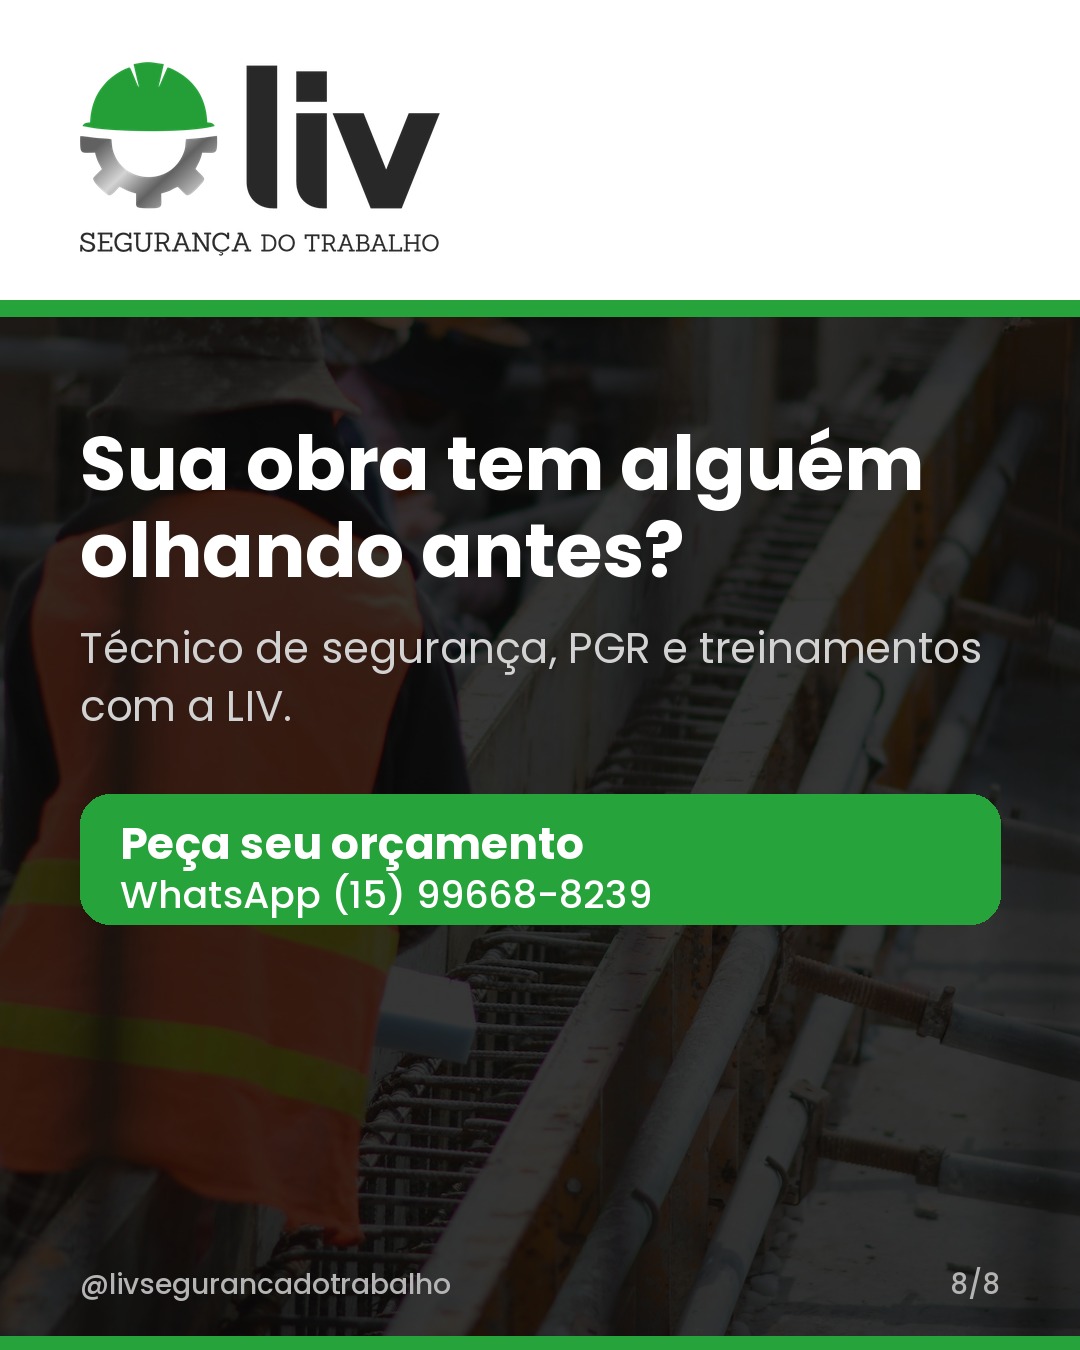 liv
SEGURANÇA DO TRABALHO
Sua obra tem alguém
olhando antes?
Técnico de segurança, PGR e treinamentos
com a LIV.
Peça seu orçamento
WhatsApp (15) 99668-8239
@livsegurancadotrabalho
8/8